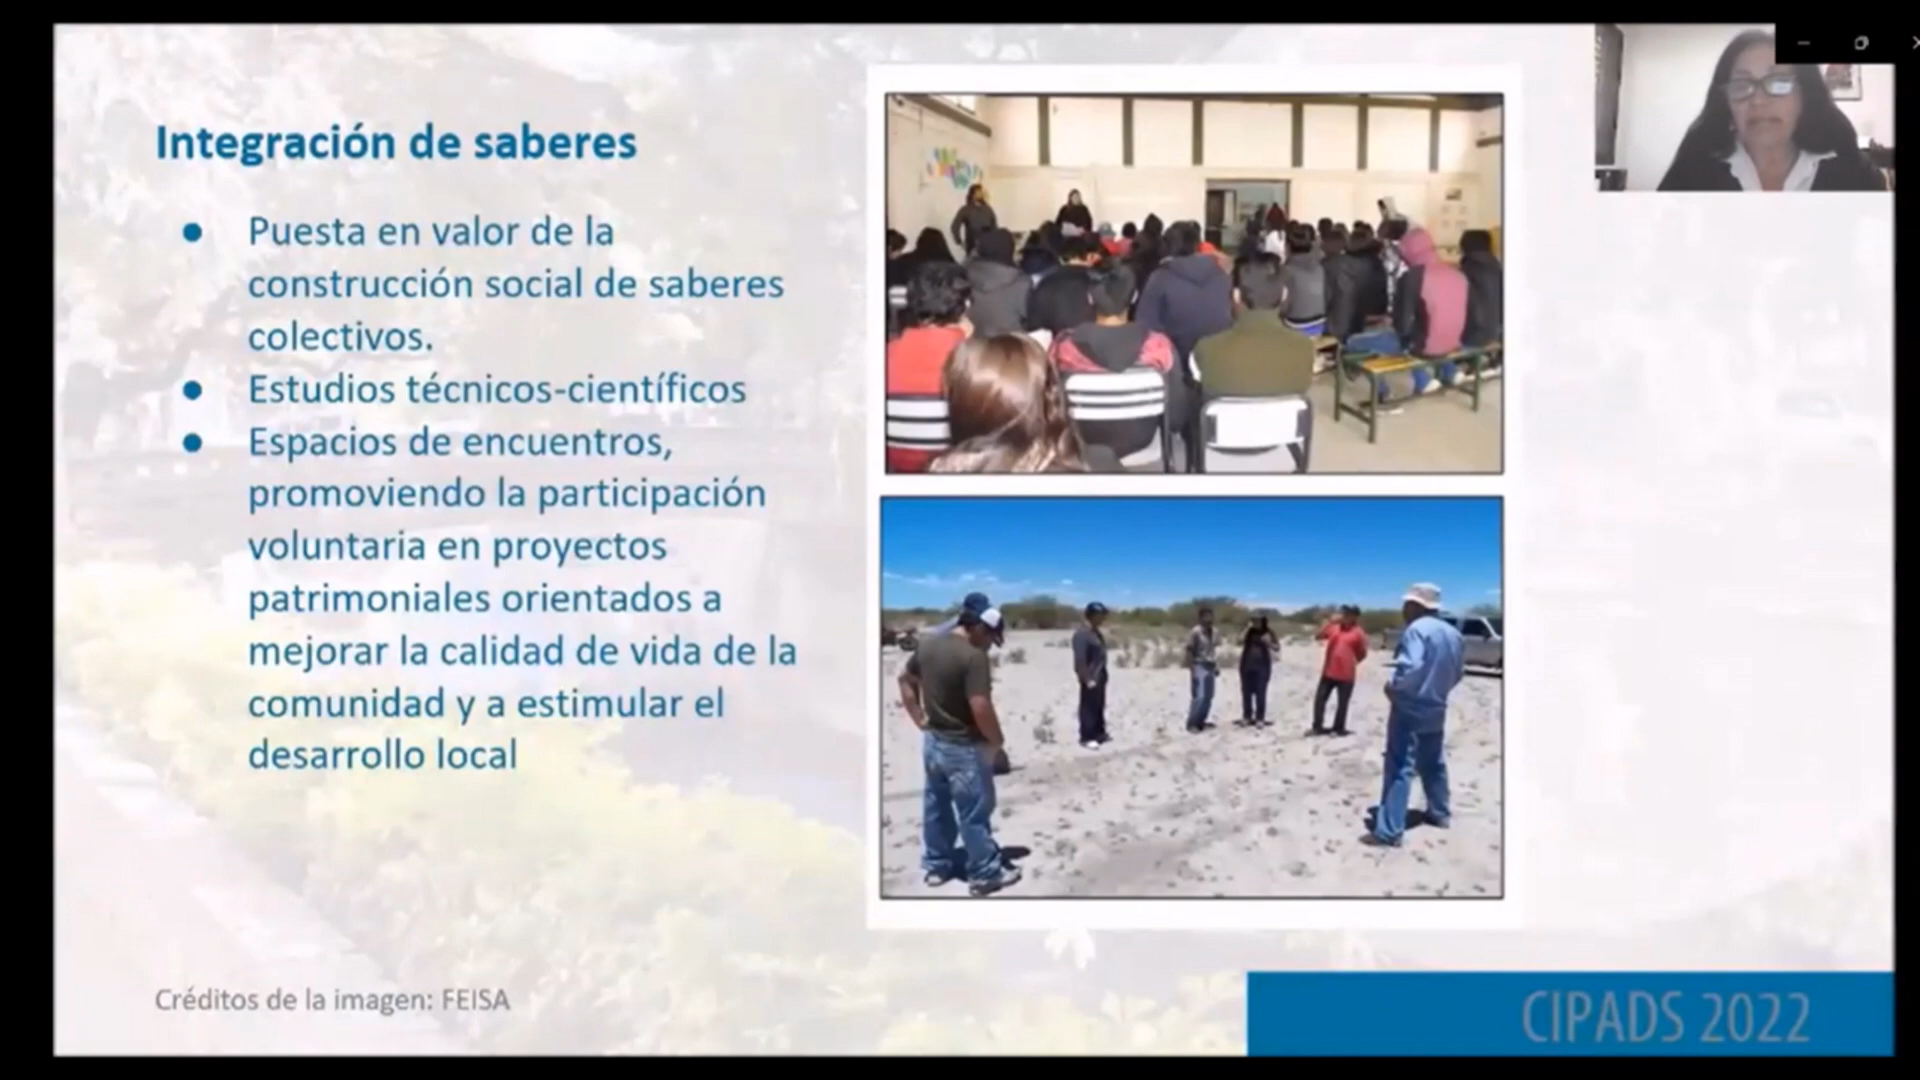 Integración de saberes
● Puesta en valor de la
construcción social de saberes
colectivos.
● Estudios técnicos-científicos
● Espacios de encuentros,
promoviendo la participación
voluntaria en proyectos
patrimoniales orientados a
mejorar la calidad de vida de la
comunidad y a estimular el
desarrollo local
Créditos de la imagen: FEISA
CIPADS 2022